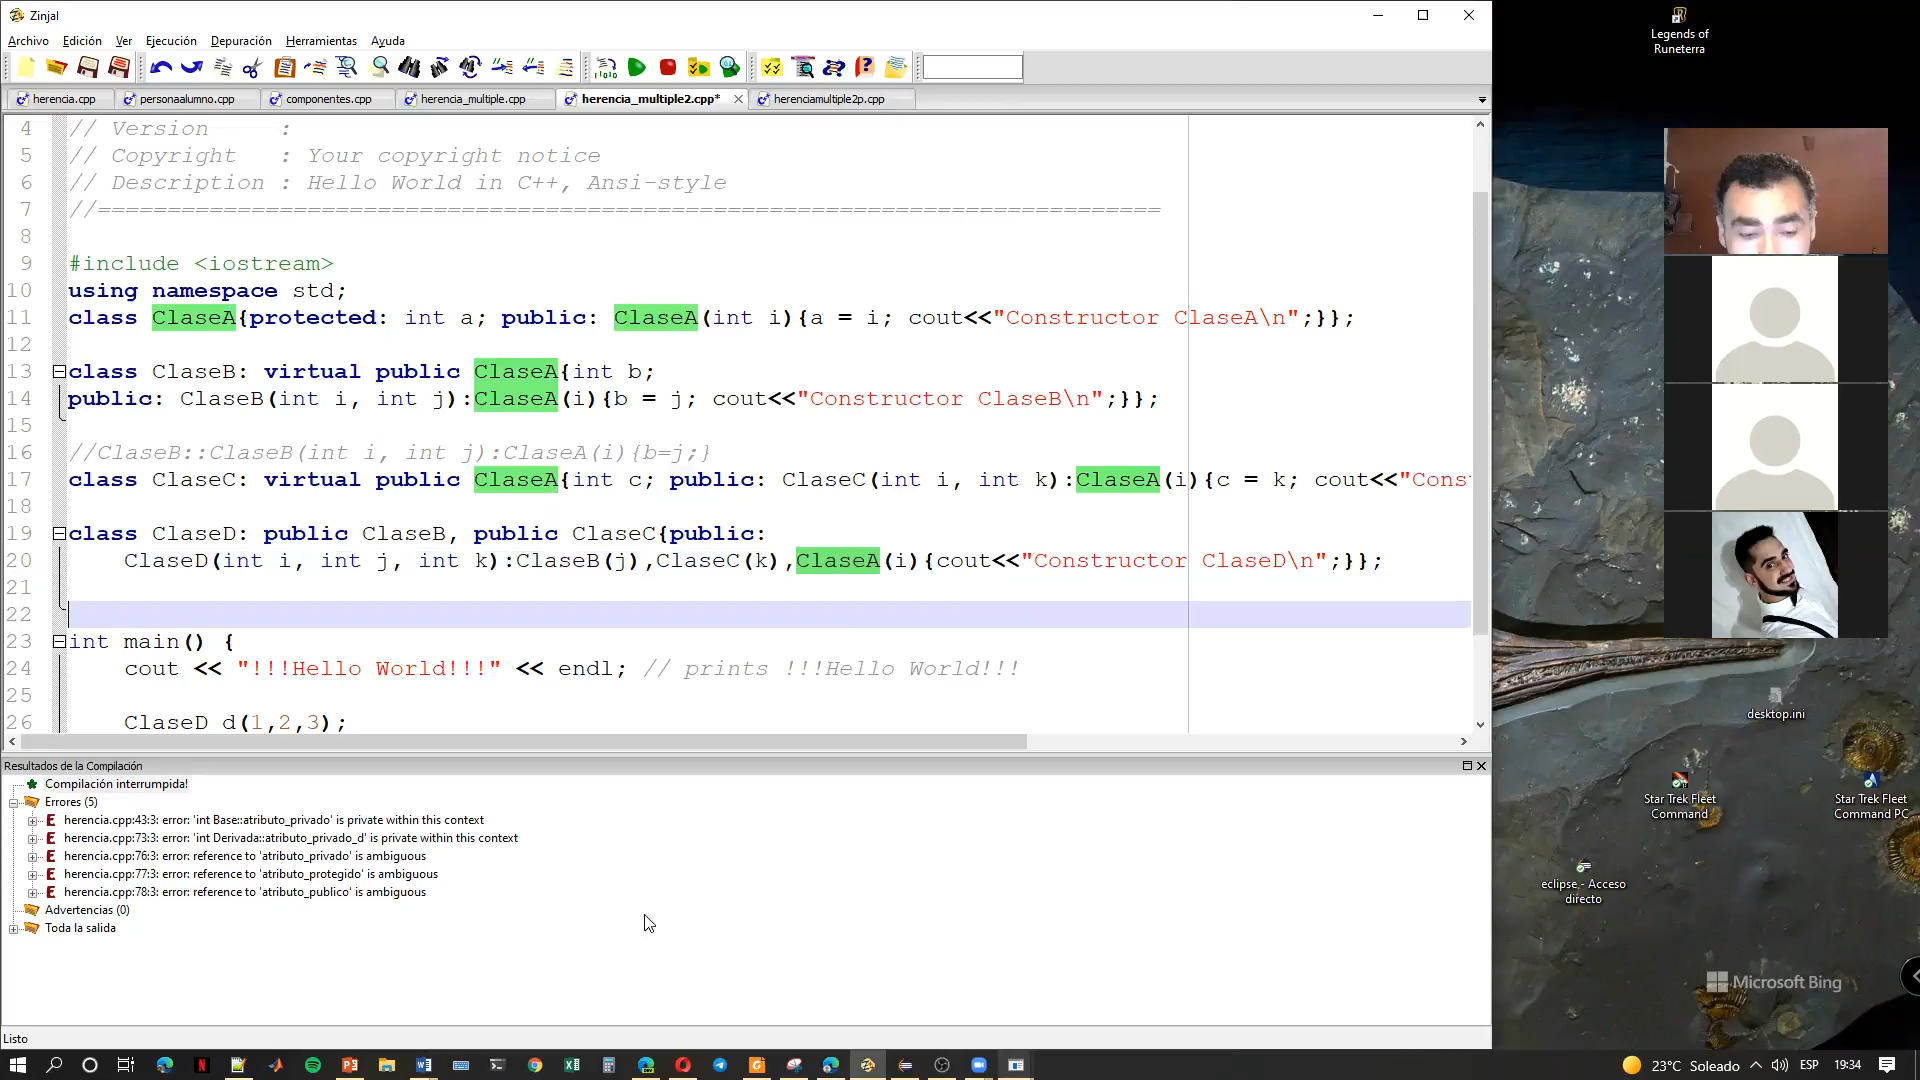 Zinjal
Archivo Edición Ver Ejecución Depuración Herramientas Ayuda
herencia.cpp personaalumno.cpp componentes.cpp herencia_multiple.cpp herencia_multiple2.cpp* herenciamultiple2p.cpp
4 // Version     :
5 // Copyright   : Your copyright notice
6 // Description : Hello World in C++, Ansi-style
7 //============================================================================
8
9 #include <iostream>
10 using namespace std;
11 class ClaseA{protected: int a; public: ClaseA(int i){a = i; cout<<"Constructor ClaseA\n";}};
12
13 class ClaseB: virtual public ClaseA{int b;
14 public: ClaseB(int i, int j):ClaseA(i){b = j; cout<<"Constructor ClaseB\n";}};
15
16 //ClaseB::ClaseB(int i, int j):ClaseA(i){b=j;}
17 class ClaseC: virtual public ClaseA{int c; public: ClaseC(int i, int k):ClaseA(i){c = k; cout<<"Cons
18
19 class ClaseD: public ClaseB, public ClaseC{public:
20 ClaseD(int i, int j, int k):ClaseB(j),ClaseC(k),ClaseA(i){cout<<"Constructor ClaseD\n";}};
21
22
23 int main() {
24 cout << "!!!Hello World!!!" << endl; // prints !!!Hello World!!!
25
26 ClaseD d(1,2,3);
Resultados de la Compilación
Compilación interrumpida!
Errores (5)
herencia.cpp:43:3: error: 'int Base::atributo_privado' is private within this context
herencia.cpp:73:3: error: 'int Derivada::atributo_privado_d' is private within this context
herencia.cpp:76:3: error: reference to 'atributo_privado' is ambiguous
herencia.cpp:77:3: error: reference to 'atributo_protegido' is ambiguous
herencia.cpp:78:3: error: reference to 'atributo_publico' is ambiguous
Advertencias (0)
Toda la salida
Listo
Legends of
Runeterra
desktop.ini
Star Trek Fleet
Command
Star Trek Fleet
Command PC
eclipse - Acceso
directo
Microsoft Bing
23°C Soleado ESP 19:34